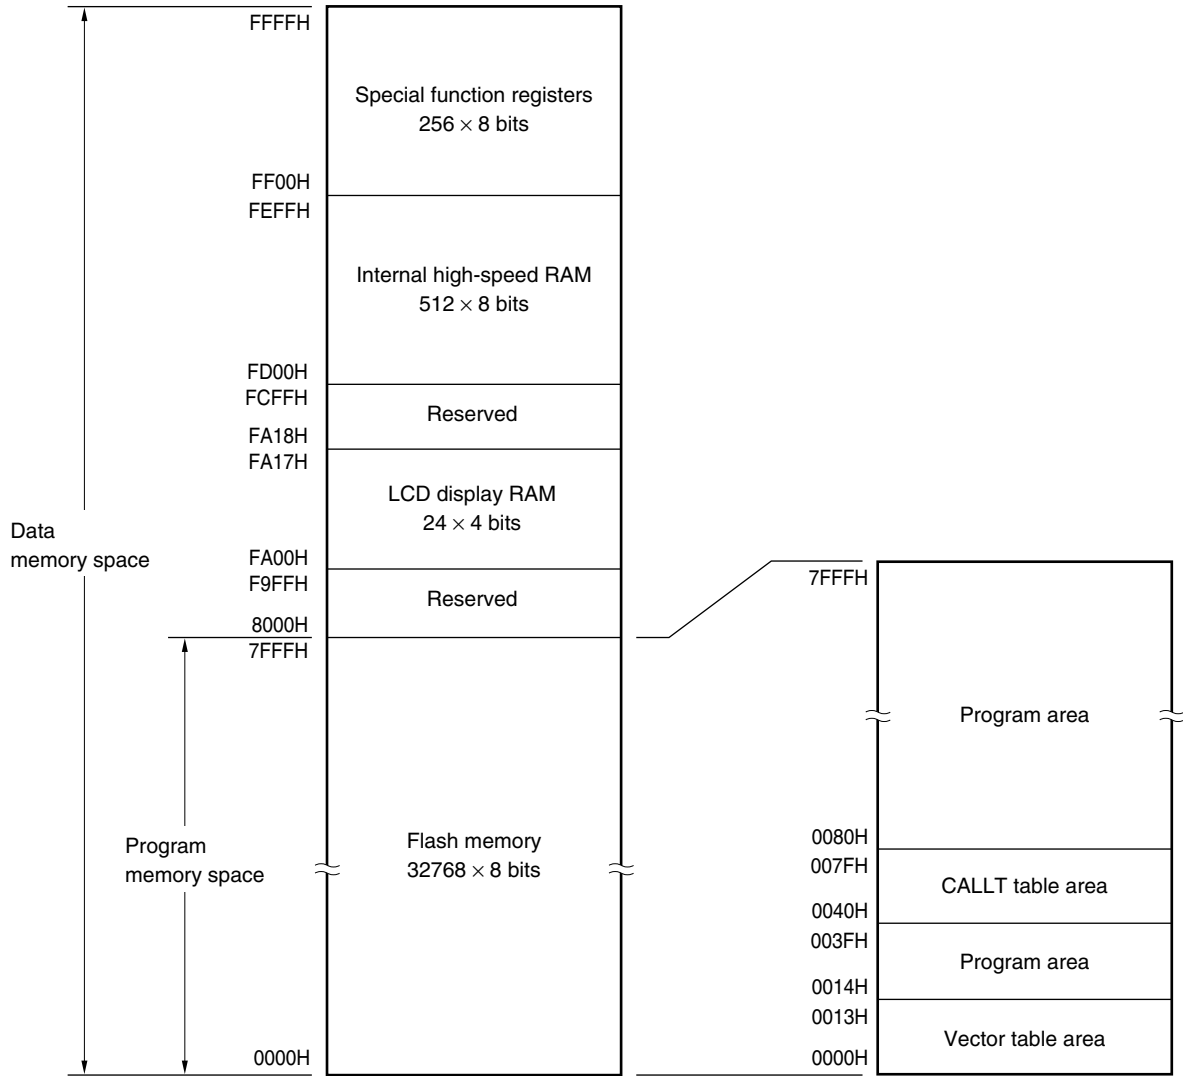 FFFFH
Special function registers
256 × 8 bits
FF00H
FEFFH
Internal high-speed RAM
512 × 8 bits
FD00H
FCFFH
Reserved
FA18H
FA17H
LCD display RAM
24 × 4 bits
Data
memory space
FA00H
F9FFH
Reserved
8000H
7FFFH
Program
memory space
Flash memory
32768 × 8 bits
0000H
7FFFH
Program area
0080H
007FH
CALLT table area
0040H
003FH
Program area
0014H
0013H
Vector table area
0000H